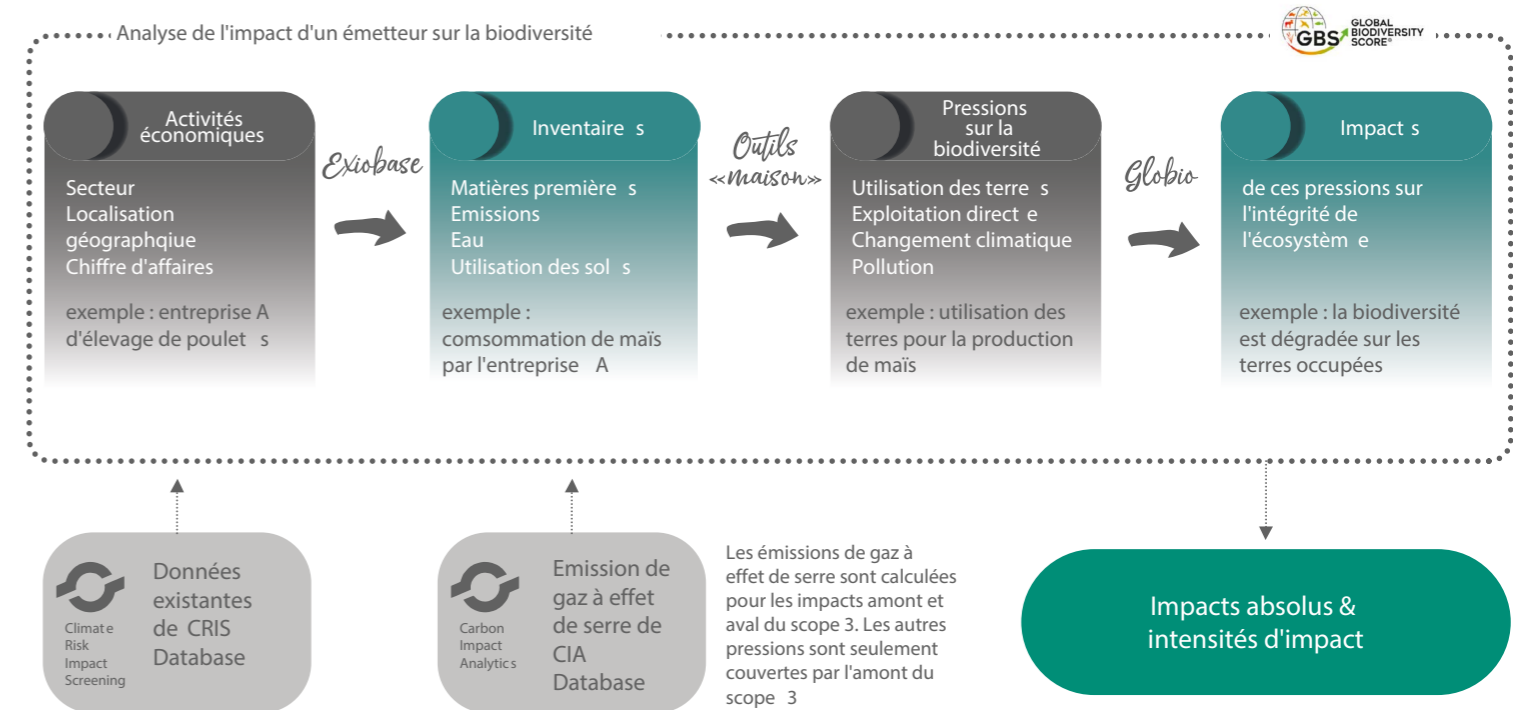 Analyse de l'impact d'un émetteur sur la biodiversité
GBS
GLOBAL
BIODIVERSITY
SCORE®
Activités
économiques
Secteur
Localisation
géographqiue
Chiffre d'affaires
exemple : entreprise A
d'élevage de poulet s
Exiobase
Inventaire s
Matières première s
Emissions
Eau
Utilisation des sol s
exemple :
comsommation de maïs
par l'entreprise A
Outils
«maison»
Pressions
sur la
biodiversité
Utilisation des terre s
Exploitation direct e
Changement climatique
Pollution
exemple : utilisation des
terres pour la production
de maïs
Globio
Impact s
de ces pressions sur
l'intégrité de
l'écosystèm e
exemple : la biodiversité
est dégradée sur les
terres occupées
Climat e
Risk
Impact
Screening
Données
existantes
de CRIS
Database
Carbon
Impact
Analytic s
Emission de
gaz à effet
de serre de
CIA
Database
Les émissions de gaz à
effet de serre sont calculées
pour les impacts amont et
aval du scope 3. Les autres
pressions sont seulement
couvertes par l'amont du
scope 3
Impacts absolus &
intensités d'impact